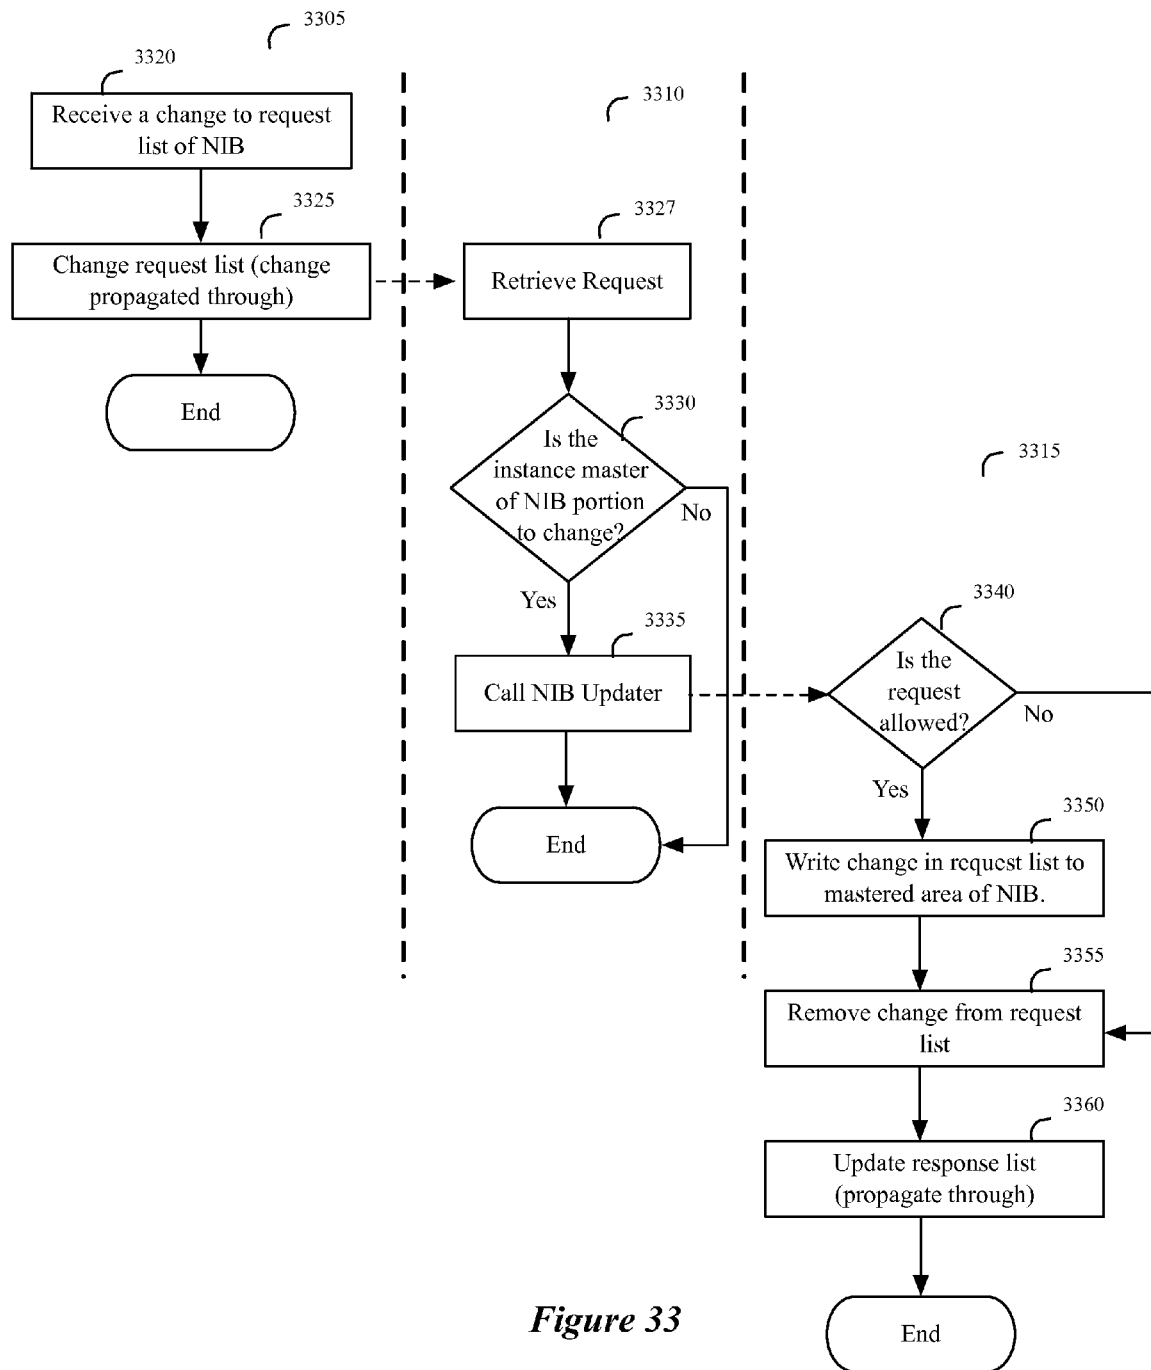 3305
3320
Receive a change to request
list of NIB
3325
Change request list (change
propagated through)
End
3310
3327
Retrieve Request
3330
Is the
instance master
of NIB portion
to change?
No
Yes
3335
Call NIB Updater
End
3315
3340
Is the
request
allowed?
No
Yes
3350
Write change in request list to
mastered area of NIB.
3355
Remove change from request
list
3360
Update response list
(propagate through)
End
Figure 33